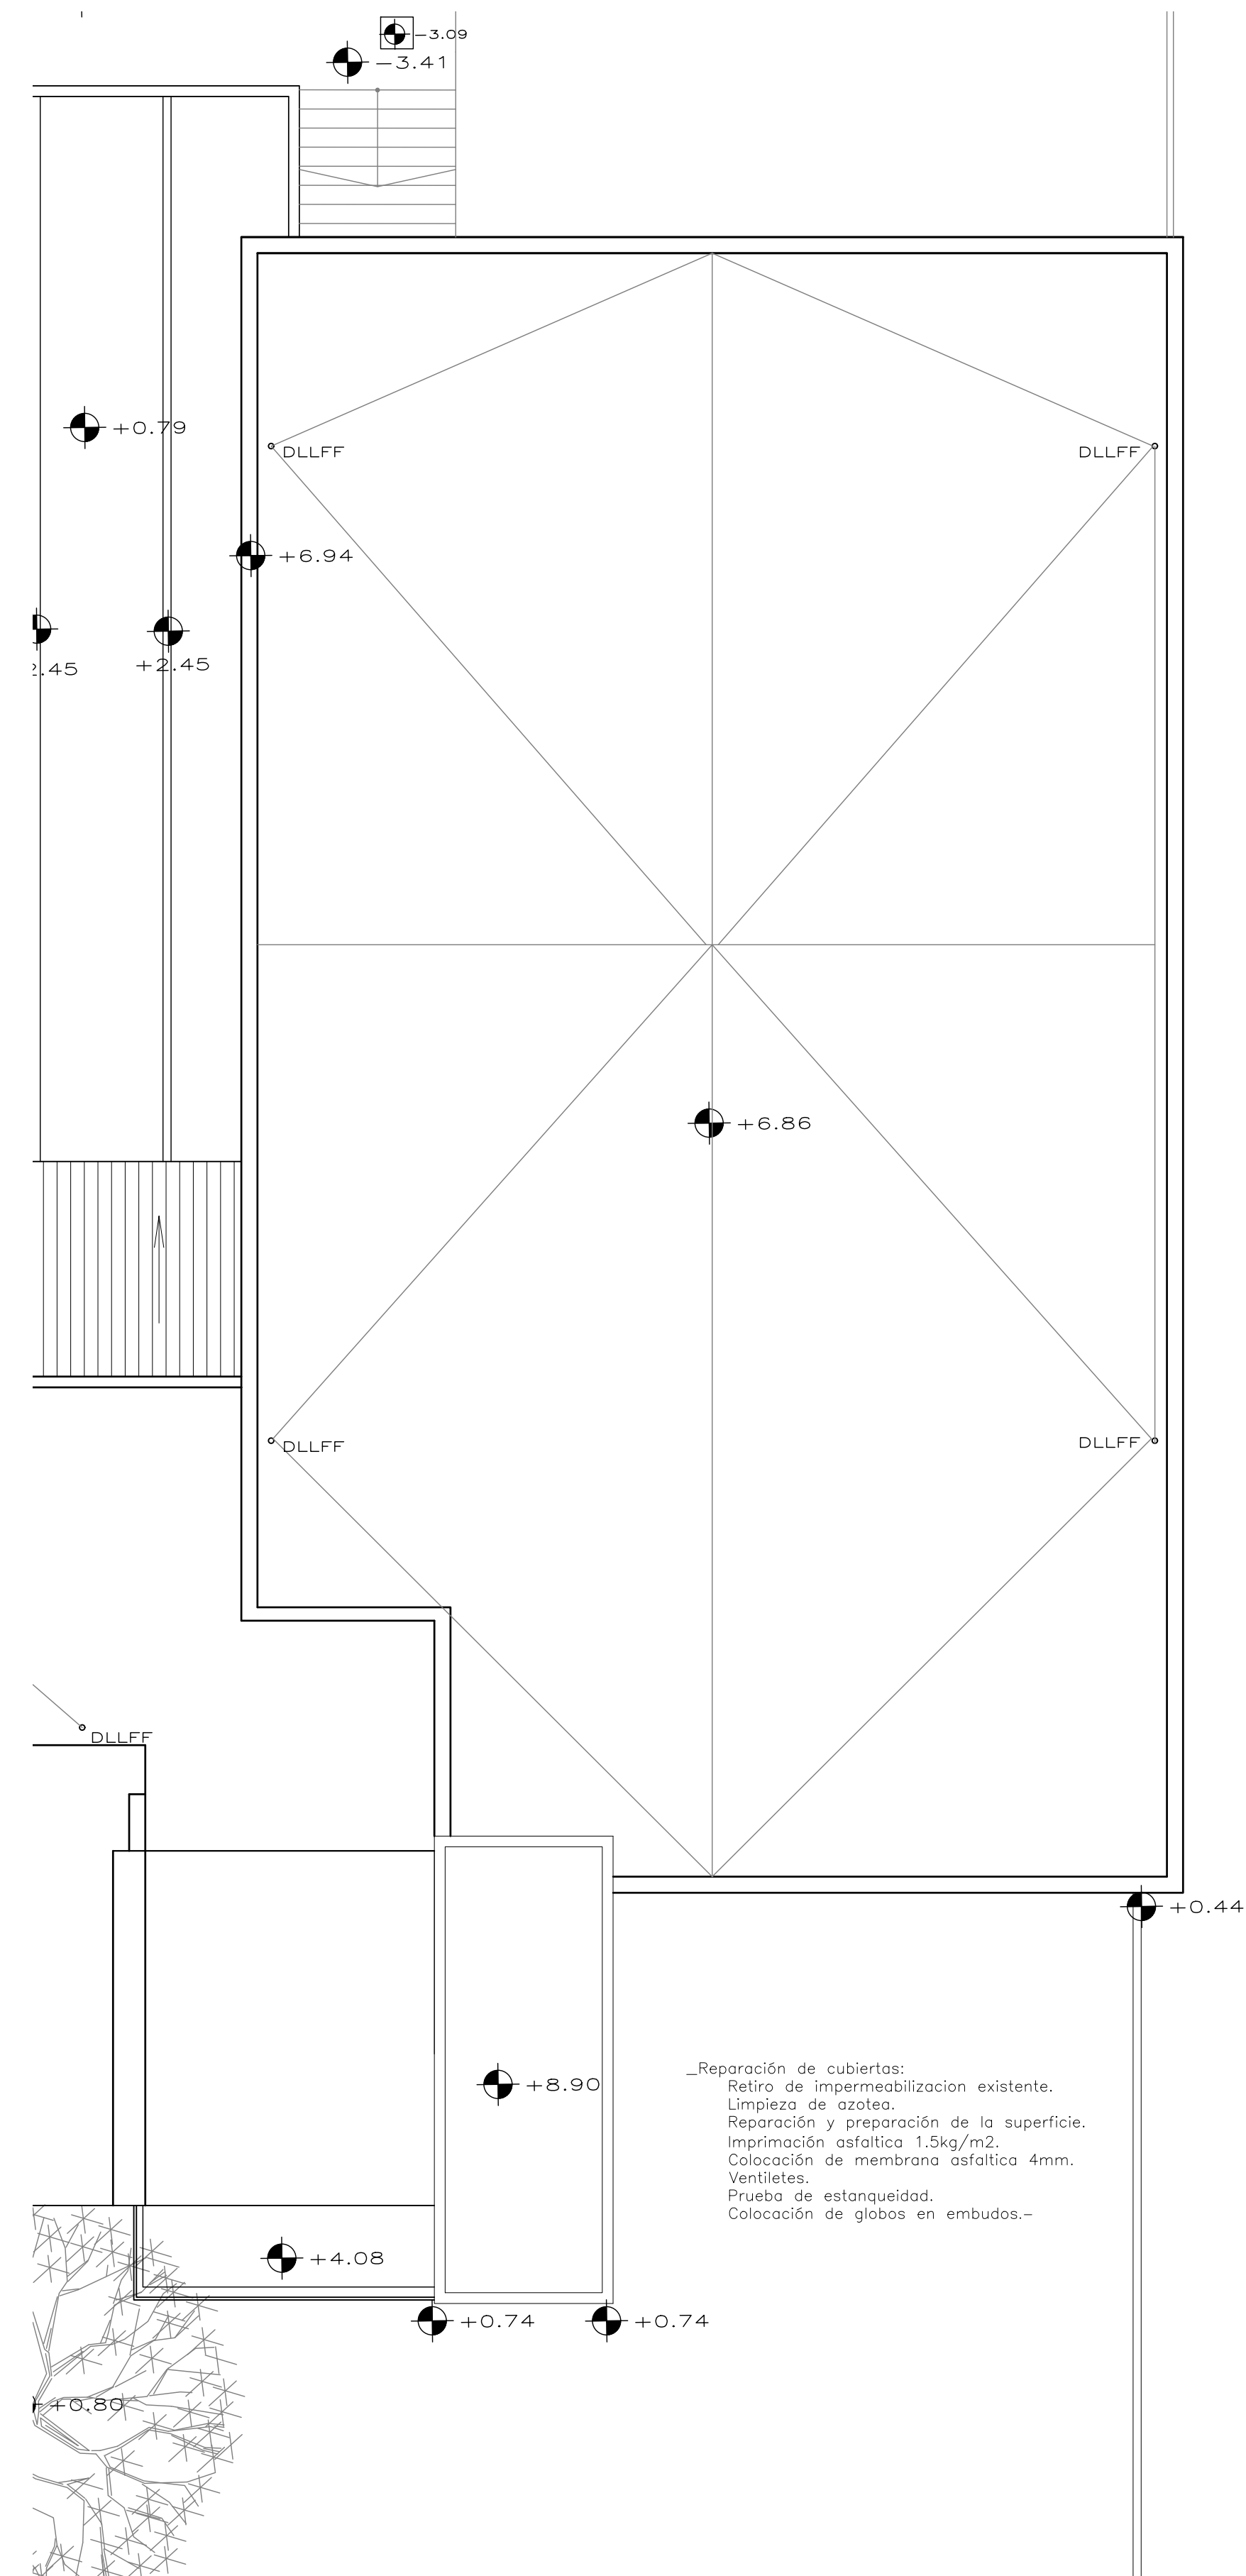 -3.09
-3.41
+0.79
DLLFF
DLLFF
+6.94
2.45
+2.45
+6.86
DLLFF
DLLFF
DLLFF
+0.44
_Reparación de cubiertas:
Retiro de impermeabilizacion existente.
Limpieza de azotea.
Reparación y preparación de la superficie.
Imprimación asfaltica 1.5kg/m2.
Colocación de membrana asfaltica 4mm.
Ventiletes.
Prueba de estanqueidad.
Colocación de globos en embudos.-
+8.90
+4.08
+0.74
+0.74
+0.80